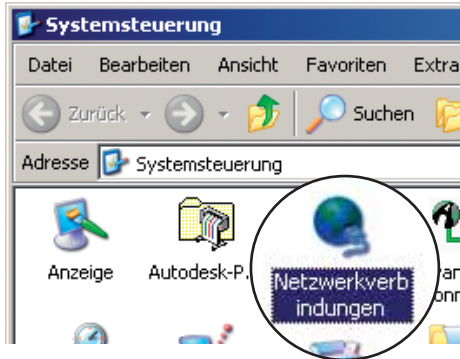 Systemsteuerung
Datei Bearbeiten Ansicht Favoriten Extra
Zurück Suchen
Adresse Systemsteuerung
Anzeige Autodesk-P. Netzwerkverb
indungen